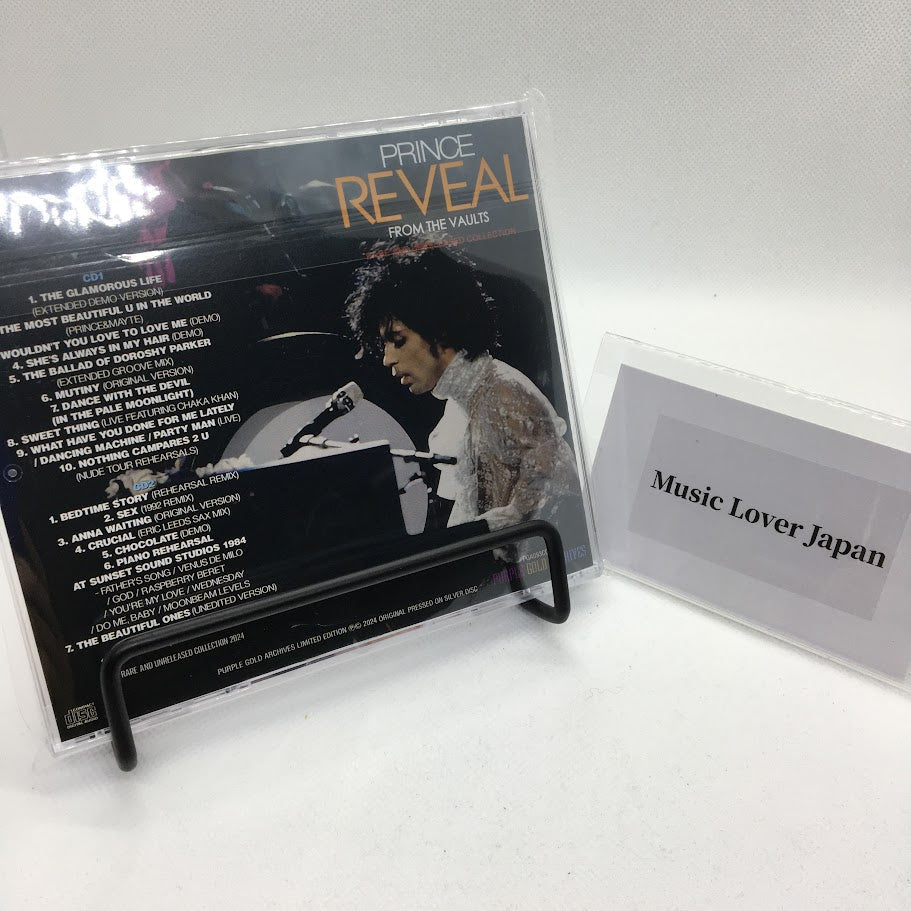 PRINCE
REVEAL
FROM THE VAULTS
COLLECTION
CD1
1. THE GLAMOROUS LIFE
(EXTENDED DEMO VERSION)
THE MOST BEAUTIFUL U IN THE WORLD
(PRINCE&MAYTE)
WOULDN'T YOU LOVE TO LOVE ME (DEMO)
4. SHE'S ALWAYS IN MY HAIR (DEMO)
5. THE BALLAD OF DOROSHY PARKER
(EXTENDED GROOVE MIX)
6. MUTINY (ORIGINAL VERSION)
7. DANCE WITH THE DEVIL
(IN THE PALE MOONLIGHT)
8. SWEET THING (LIVE FEATURING CHAKA KHAN)
9. WHAT HAVE YOU DONE FOR ME LATELY
/ DANCING MACHINE / PARTY MAN (LIVE)
10. NOTHING CAMPARES 2 U
(NUDE TOUR REHEARSALS)
CD2
1. BEDTIME STORY (REHEARSAL REMIX)
2. SEX (1992 REMIX)
3. ANNA WAITING (ORIGINAL VERSION)
4. CRUCIAL (ERIC LEEDS SAX MIX)
5. CHOCOLATE (DEMO)
6. PIANO REHEARSAL
AT SUNSET SOUND STUDIOS 1984
- FATHER'S SONG / VENUS DE MILO
/ GOD / RASPBERRY BERET
/ YOU'RE MY LOVE / WEDNESDAY
/ DO ME, BABY / MOONBEAM LEVELS
7. THE BEAUTIFUL ONES (UNEDITED VERSION)
GOLD
RARE AND UNRELEASED COLLECTION 2024
PURPLE GOLD ARCHIVES LIMITED EDITION ℗© 2024 ORIGINAL PRESSED ON SILVER DISC
COMPACT
disc
DIGITAL AUDIO
Music Lover Japan